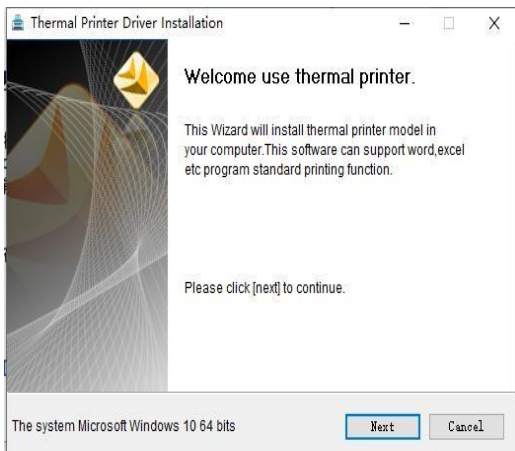 Thermal Printer Driver Installation
Welcome use thermal printer.
This Wizard will install thermal printer model in
your computer.This software can support word,excel
etc program standard printing function.
Please click [next] to continue.
The system Microsoft Windows 10 64 bits
Next
Cancel